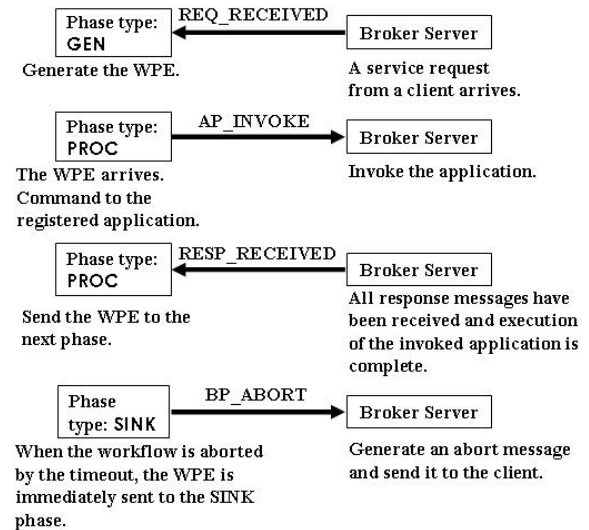 Phase type:
GEN
REQ_RECEIVED
Broker Server
Generate the WPE.
A service request
from a client arrives.
Phase type:
PROC
AP_INVOKE
Broker Server
The WPE arrives.
Command to the
registered application.
Invoke the application.
Phase type:
PROC
RESP_RECEIVED
Broker Server
Send the WPE to the
next phase.
All response messages have
been received and execution
of the invoked application is
complete.
Phase
type: SINK
BP_ABORT
Broker Server
When the workflow is aborted
by the timeout, the WPE is
immediately sent to the SINK
phase.
Generate an abort message
and send it to the client.